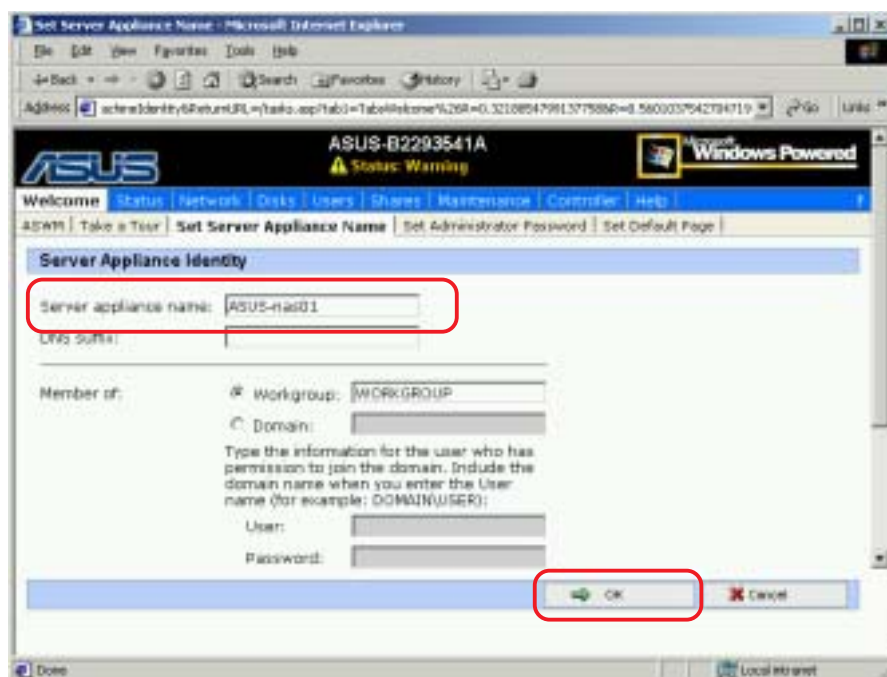 Set Server Appliance Name - Microsoft Internet Explorer
File Edit View Favorites Tools Help
Back Search Favorites History
Address Go Links »
ASUS
ASUS-B2293541A
Status: Warning
Microsoft
Windows Powered
Welcome Status Network Disks Users Shares Maintenance Controller Help ?
ASWM Take a Tour Set Server Appliance Name Set Administrator Password Set Default Page
Server Appliance Identity
Server appliance name: ASUS-nas01
DNS suffix:
Member of: Workgroup: WORKGROUP
Domain:
Type the information for the user who has
permission to join the domain. Include the
domain name when you enter the User
name (for example: DOMAIN\USER):
User:
Password:
OK Cancel
Done Local intranet